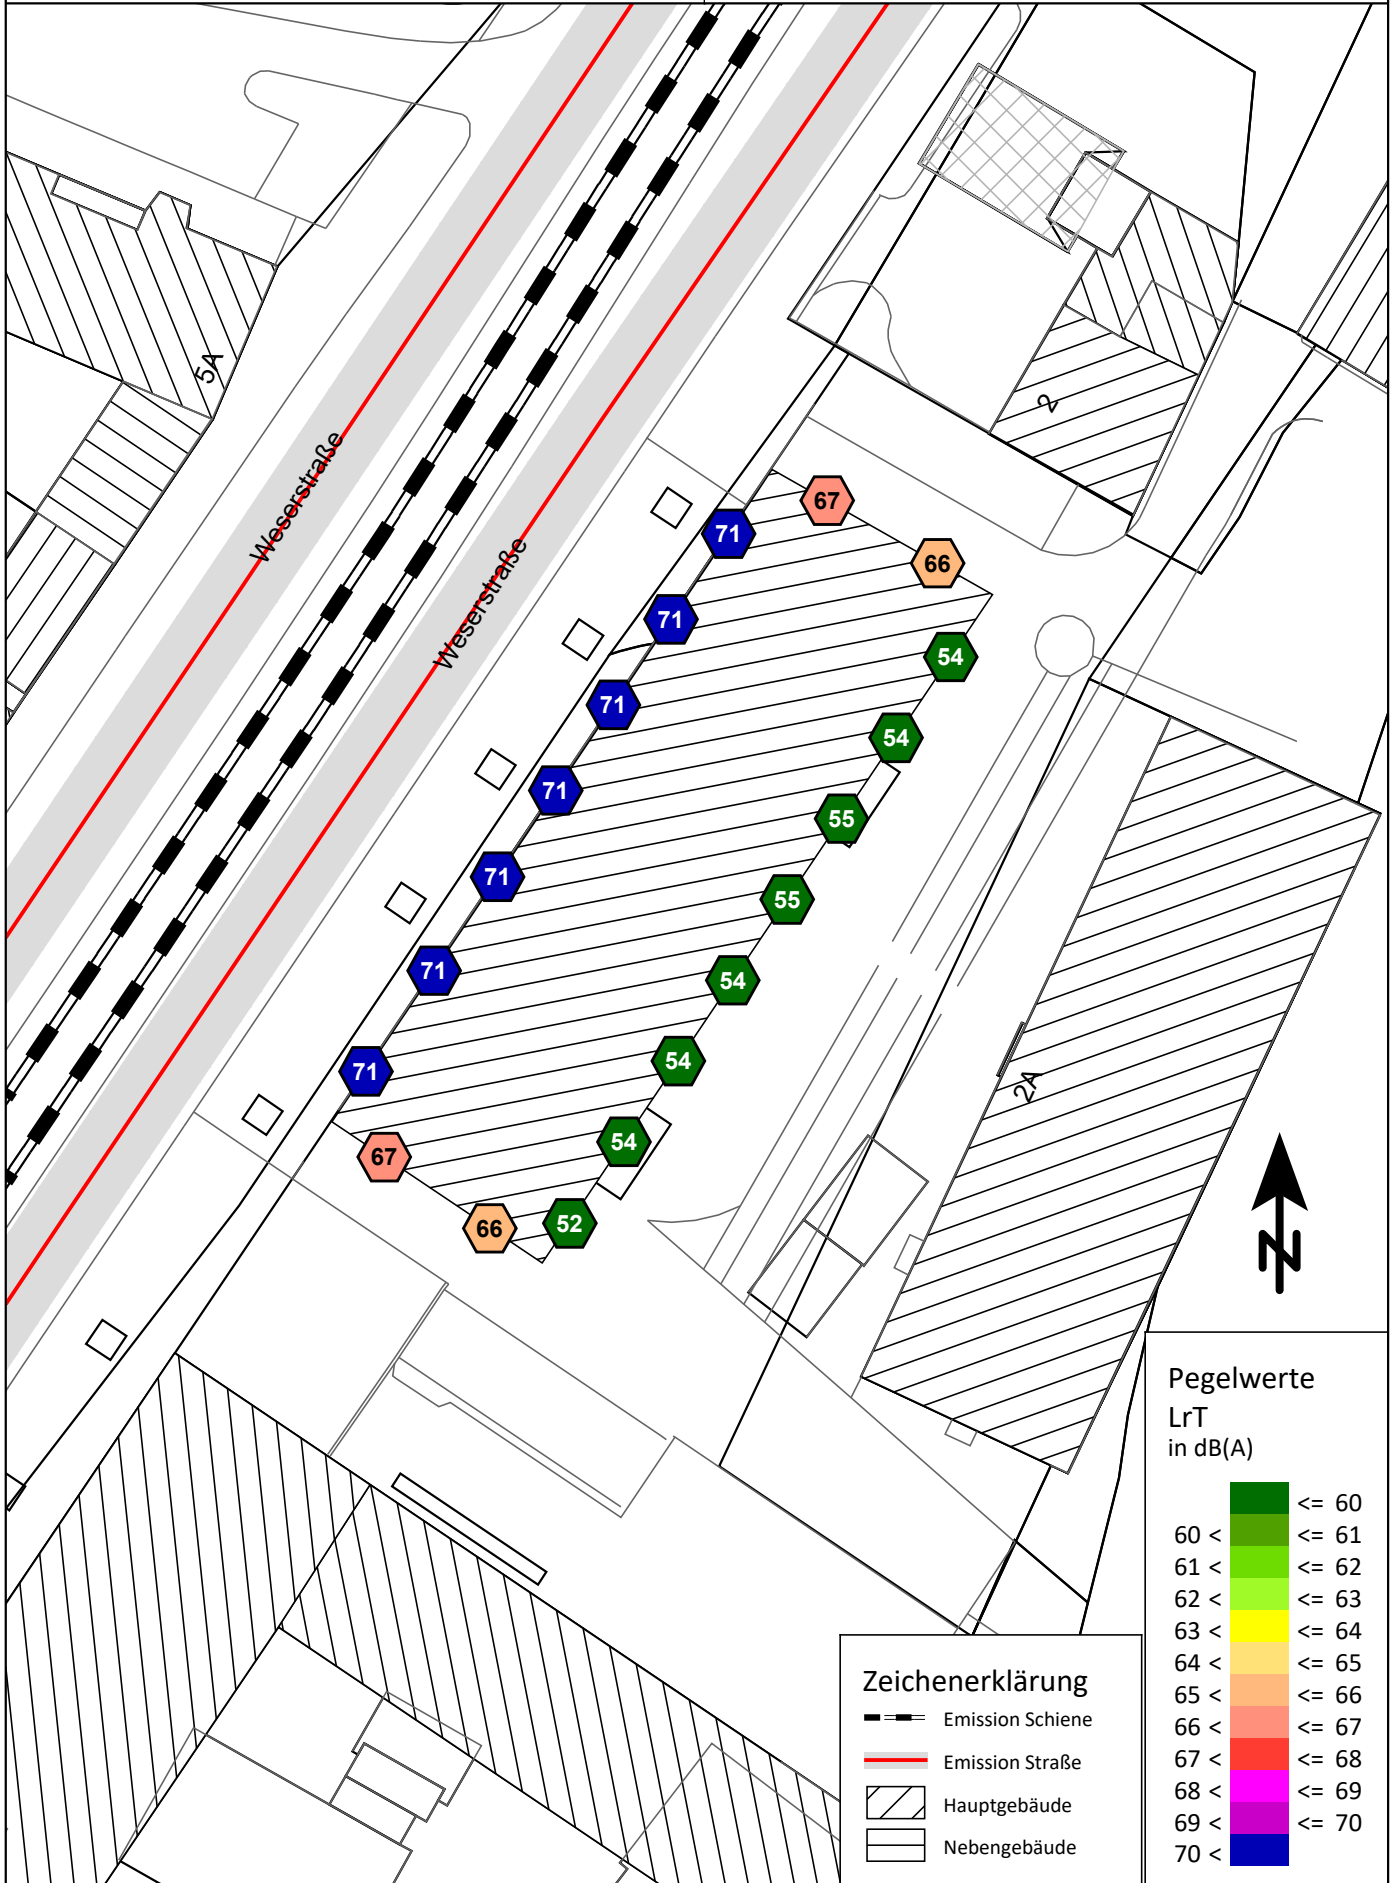 5A
Weserstraße
Weserstraße
2
67
71
66
71
54
71
54
71
55
71
55
71
54
71
54
67
54
66
52
2A
N
Pegelwerte
LrT
in dB(A)
<= 60
60 < <= 61
61 < <= 62
62 < <= 63
63 < <= 64
64 < <= 65
65 < <= 66
66 < <= 67
67 < <= 68
68 < <= 69
69 < <= 70
70 <
Zeichenerklärung
Emission Schiene
Emission Straße
Hauptgebäude
Nebengebäude